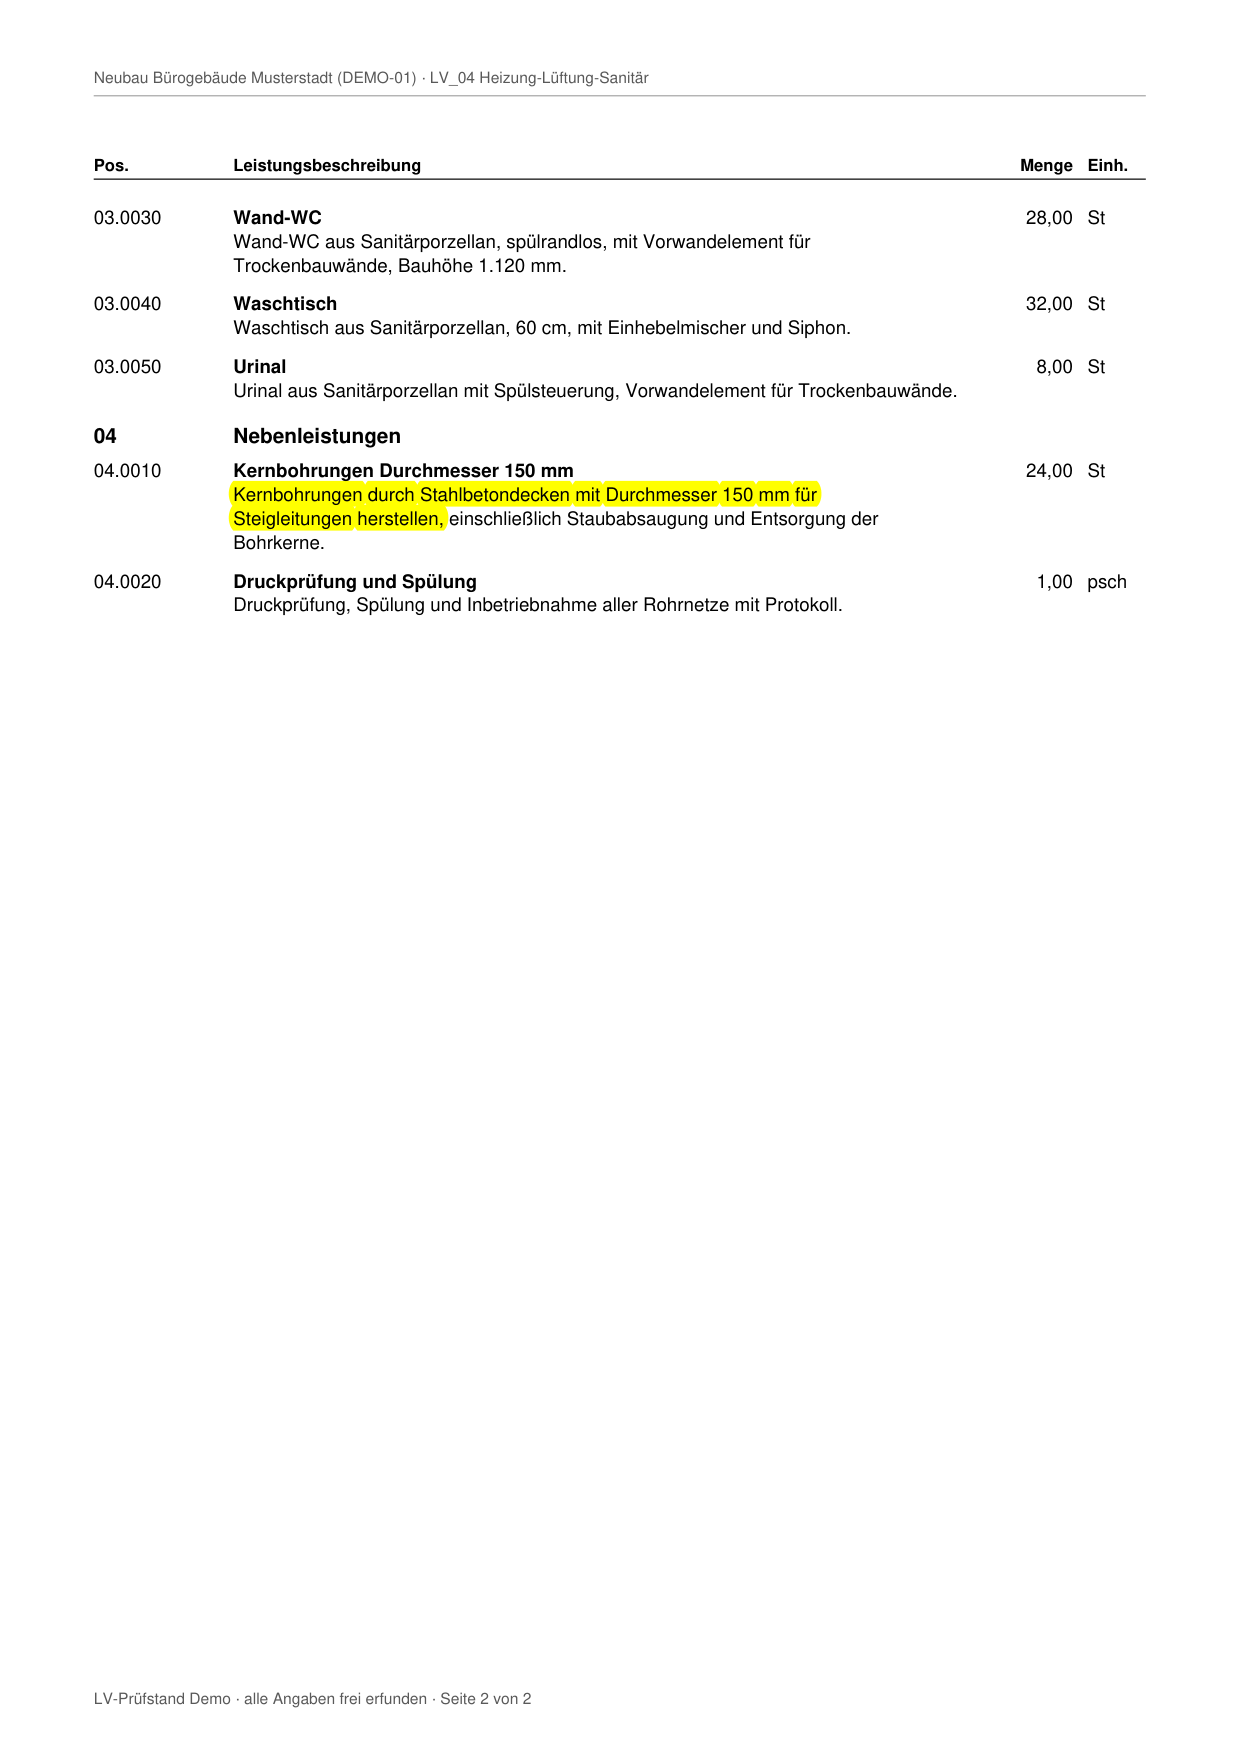 Neubau Bürogebäude Musterstadt (DEMO-01) · LV_04 Heizung-Lüftung-Sanitär
Pos. Leistungsbeschreibung Menge Einh.
03.0030 Wand-WC 28,00 St
Wand-WC aus Sanitärporzellan, spülrandlos, mit Vorwandelement für
Trockenbauwände, Bauhöhe 1.120 mm.
03.0040 Waschtisch 32,00 St
Waschtisch aus Sanitärporzellan, 60 cm, mit Einhebelmischer und Siphon.
03.0050 Urinal 8,00 St
Urinal aus Sanitärporzellan mit Spülsteuerung, Vorwandelement für Trockenbauwände.
04 Nebenleistungen
04.0010 Kernbohrungen Durchmesser 150 mm 24,00 St
Kernbohrungen durch Stahlbetondecken mit Durchmesser 150 mm für
Steigleitungen herstellen, einschließlich Staubabsaugung und Entsorgung der
Bohrkerne.
04.0020 Druckprüfung und Spülung 1,00 psch
Druckprüfung, Spülung und Inbetriebnahme aller Rohrnetze mit Protokoll.
LV-Prüfstand Demo · alle Angaben frei erfunden · Seite 2 von 2